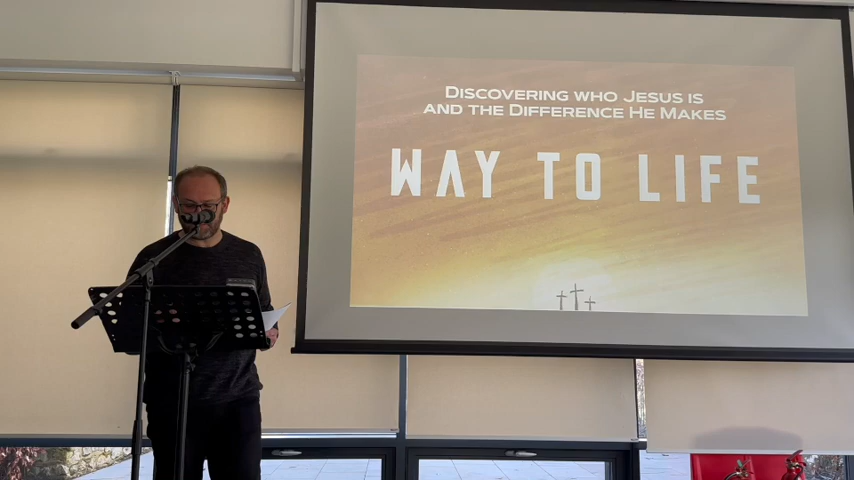 Discovering who Jesus is
and the Difference He Makes
Way to Life